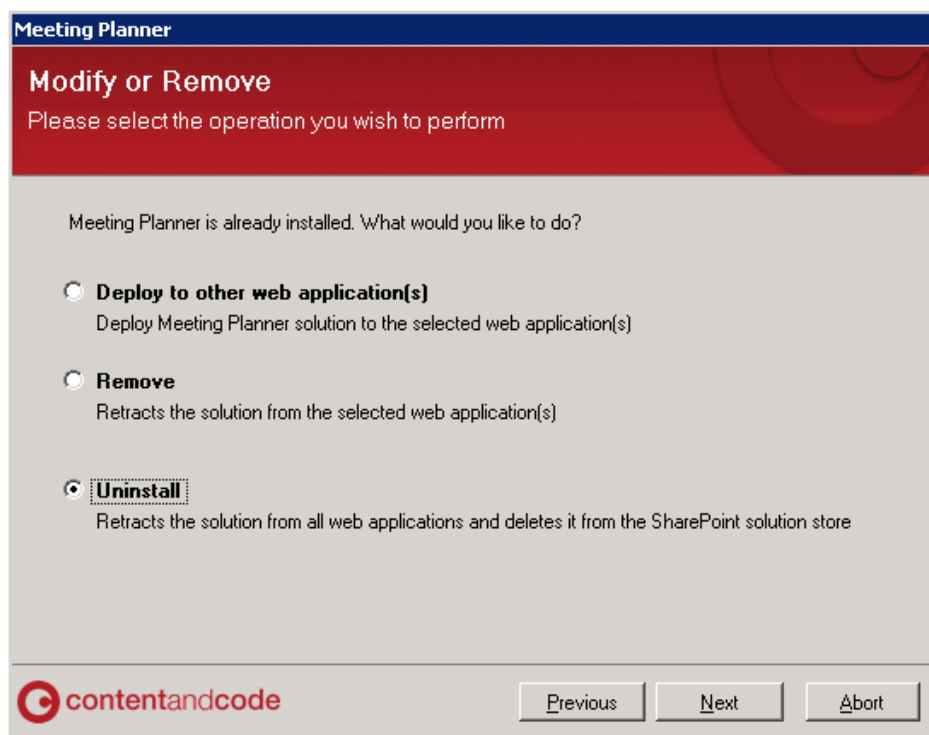 Meeting Planner
Modify or Remove
Please select the operation you wish to perform
Meeting Planner is already installed. What would you like to do?
Deploy to other web application(s)
Deploy Meeting Planner solution to the selected web application(s)
Remove
Retracts the solution from the selected web application(s)
Uninstall
Retracts the solution from all web applications and deletes it from the SharePoint solution store
contentandcode
Previous
Next
Abort